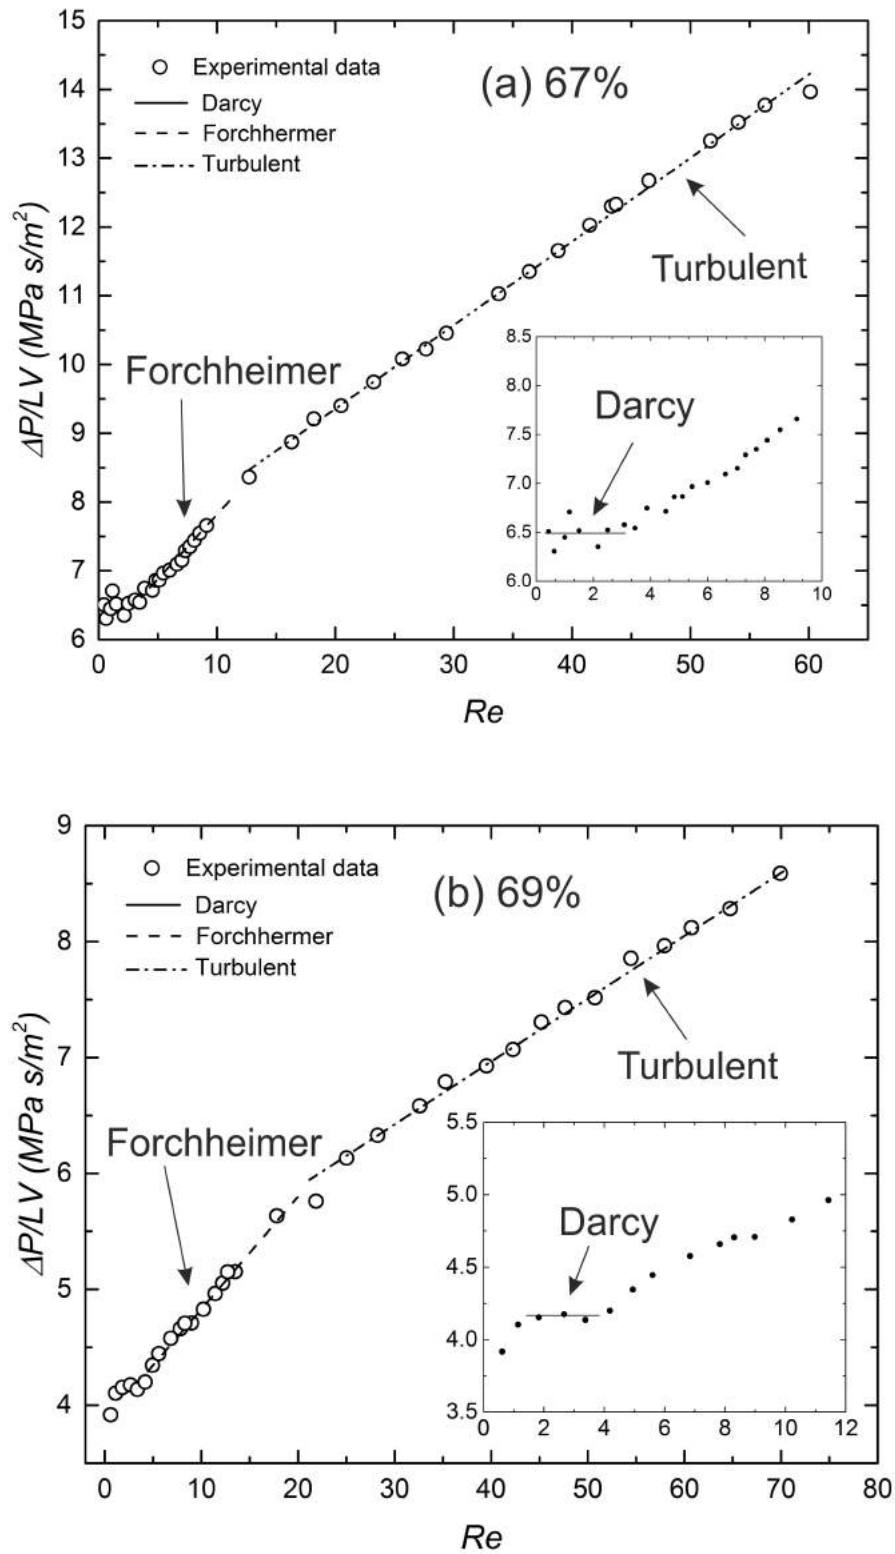 15
14
13
12
11
10
9
8
7
6
ΔP/LV (MPa s/m²)
Experimental data
Darcy
Forchhermer
Turbulent
(a) 67%
Turbulent
Forchheimer
8.5
8.0
7.5
7.0
6.5
6.0
Darcy
0 2 4 6 8 10
0 10 20 30 40 50 60
Re
9
8
7
6
5
4
ΔP/LV (MPa s/m²)
Experimental data
Darcy
Forchhermer
Turbulent
(b) 69%
Turbulent
Forchheimer
5.5
5.0
4.5
4.0
3.5
Darcy
0 2 4 6 8 10 12
0 10 20 30 40 50 60 70 80
Re